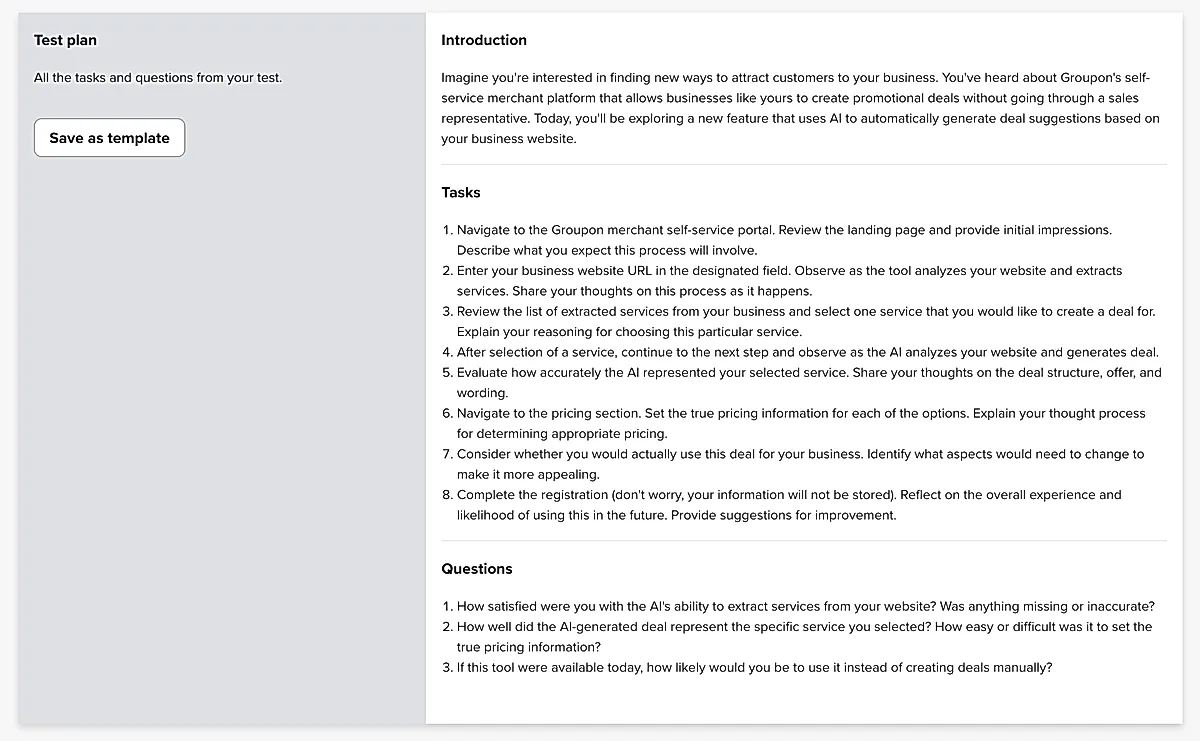 Test plan
All the tasks and questions from your test.
Save as template
Introduction
Imagine you're interested in finding new ways to attract customers to your business. You've heard about Groupon's self-
service merchant platform that allows businesses like yours to create promotional deals without going through a sales
representative. Today, you'll be exploring a new feature that uses AI to automatically generate deal suggestions based on
your business website.
Tasks
1. Navigate to the Groupon merchant self-service portal. Review the landing page and provide initial impressions.
Describe what you expect this process will involve.
2. Enter your business website URL in the designated field. Observe as the tool analyzes your website and extracts
services. Share your thoughts on this process as it happens.
3. Review the list of extracted services from your business and select one service that you would like to create a deal for.
Explain your reasoning for choosing this particular service.
4. After selection of a service, continue to the next step and observe as the AI analyzes your website and generates deal.
5. Evaluate how accurately the AI represented your selected service. Share your thoughts on the deal structure, offer, and
wording.
6. Navigate to the pricing section. Set the true pricing information for each of the options. Explain your thought process
for determining appropriate pricing.
7. Consider whether you would actually use this deal for your business. Identify what aspects would need to change to
make it more appealing.
8. Complete the registration (don't worry, your information will not be stored). Reflect on the overall experience and
likelihood of using this in the future. Provide suggestions for improvement.
Questions
1. How satisfied were you with the AI's ability to extract services from your website? Was anything missing or inaccurate?
2. How well did the AI-generated deal represent the specific service you selected? How easy or difficult was it to set the
true pricing information?
3. If this tool were available today, how likely would you be to use it instead of creating deals manually?